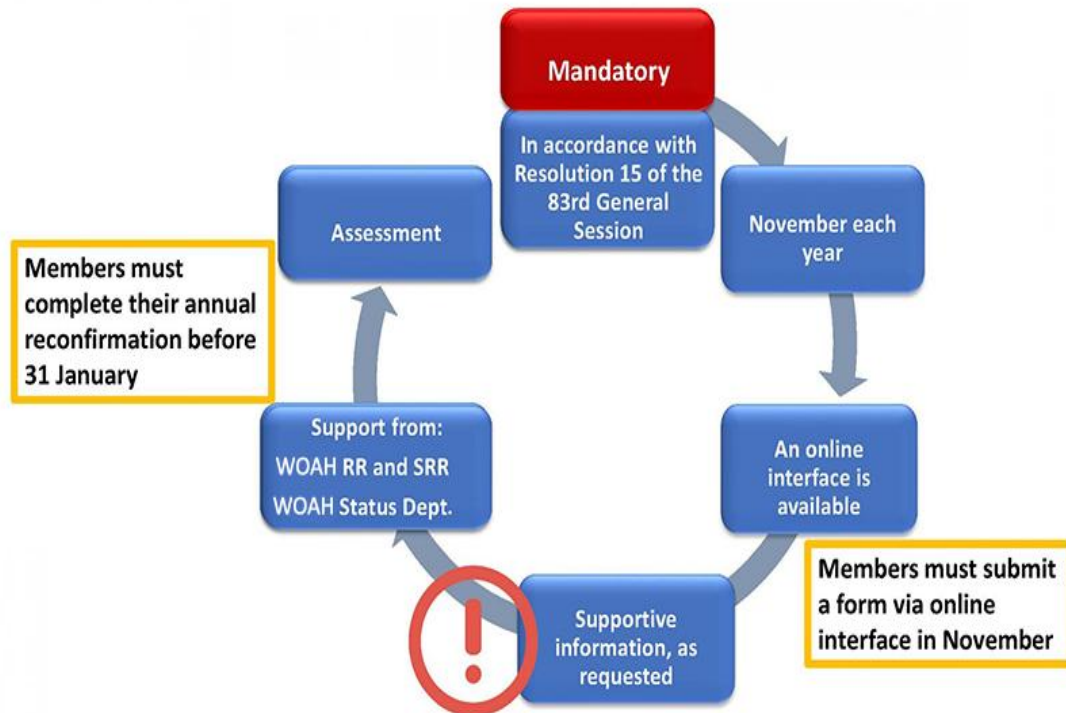 Mandatory
In accordance with
Resolution 15 of the
83rd General
Session
November each
year
An online
interface is
available
Members must submit
a form via online
interface in November
Supportive
information, as
requested
!
Support from:
WOAH RR and SRR
WOAH Status Dept.
Members must
complete their annual
reconfirmation before
31 January
Assessment